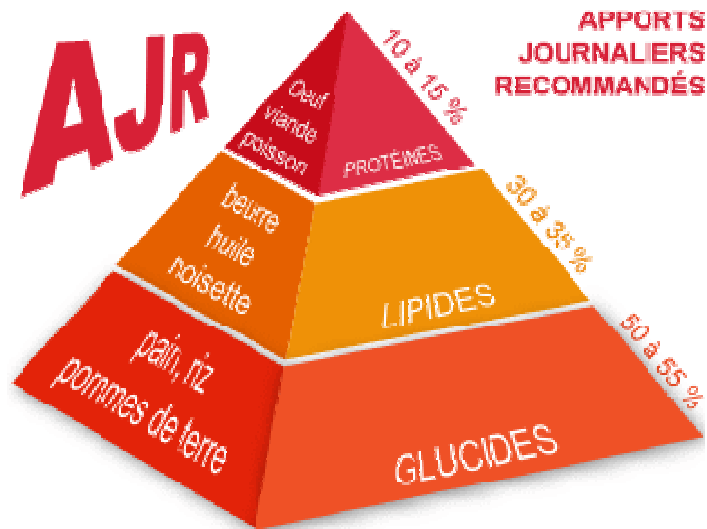 AJR
APPORTS
JOURNALIERS
RECOMMANDÉS
Oeuf
viande
poisson
PROTÉINES
10 à 15 %
beurre
huile
noisette
LIPIDES
30 à 35 %
pain, riz
pommes de terre
GLUCIDES
50 à 55 %